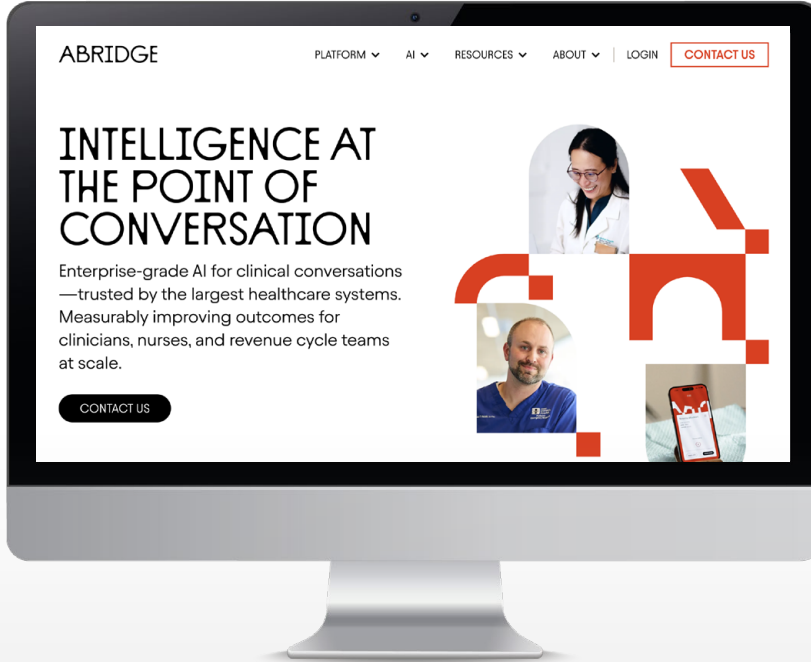 ABRIDGE
PLATFORM
AI
RESOURCES
ABOUT
LOGIN
CONTACT US
INTELLIGENCE AT
THE POINT OF
CONVERSATION
Enterprise-grade AI for clinical conversations
—trusted by the largest healthcare systems.
Measurably improving outcomes for
clinicians, nurses, and revenue cycle teams
at scale.
CONTACT US